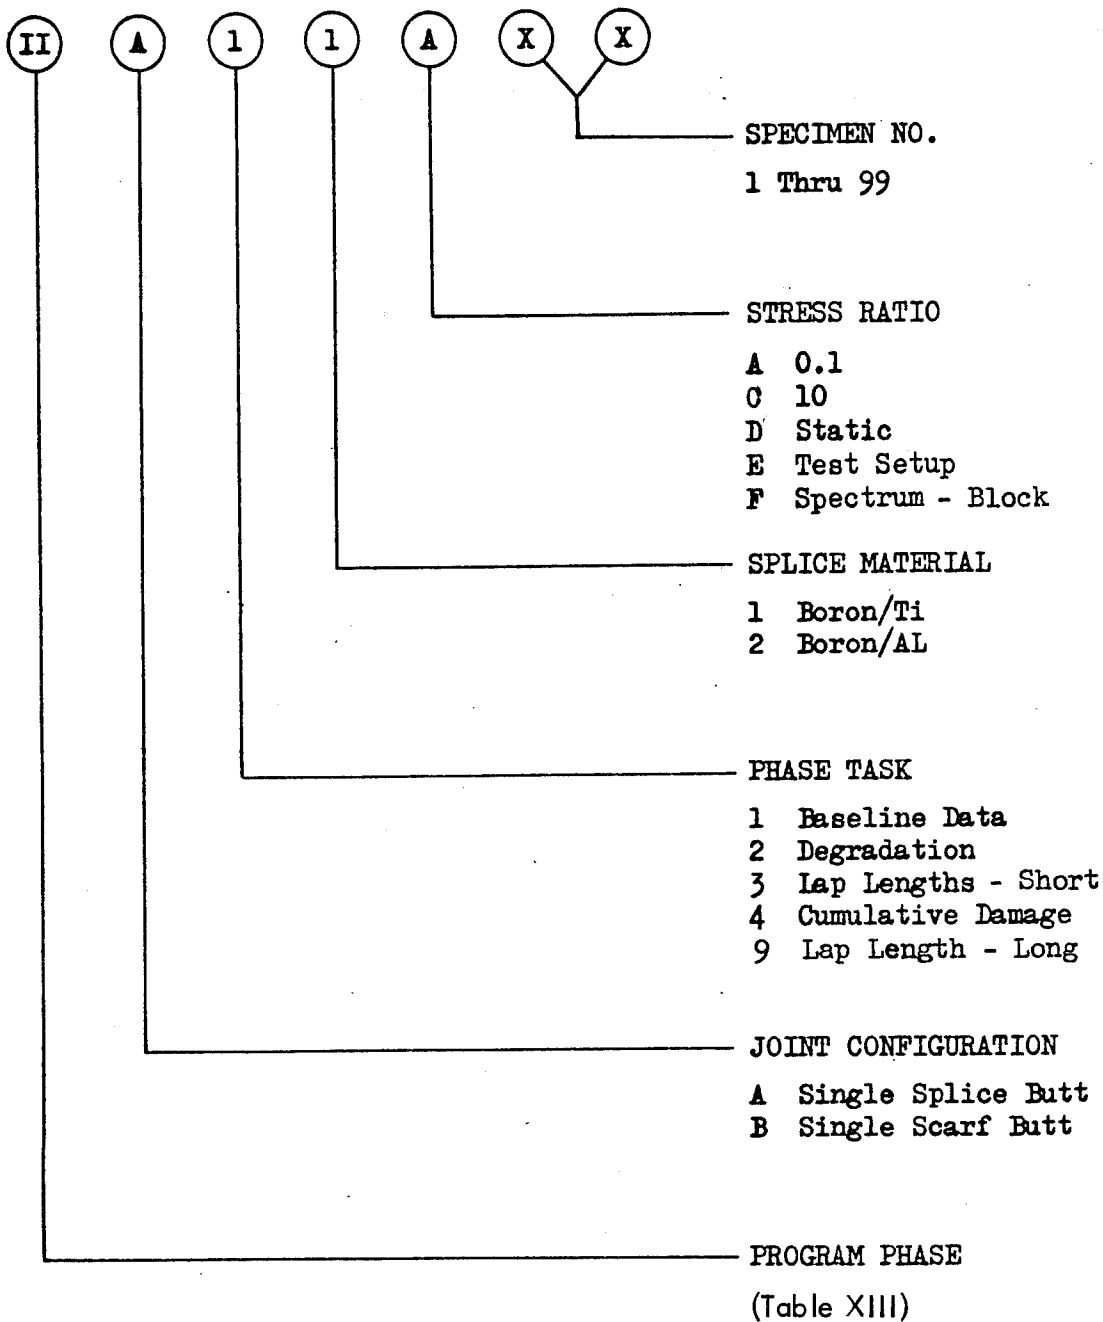 II A 1 1 A X X
SPECIMEN NO.
1 Thru 99
STRESS RATIO
A 0.1
C 10
D Static
E Test Setup
F Spectrum - Block
SPLICE MATERIAL
1 Boron/Ti
2 Boron/AL
PHASE TASK
1 Baseline Data
2 Degradation
3 Lap Lengths - Short
4 Cumulative Damage
9 Lap Length - Long
JOINT CONFIGURATION
A Single Splice Butt
B Single Scarf Butt
PROGRAM PHASE
(Table XIII)